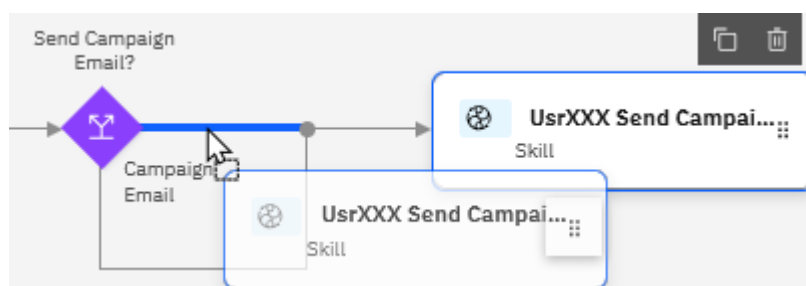 Send Campaign
Email?
UsrXXX Send Campai...
Skill
Campaign
Email
UsrXXX Send Campai...
Skill